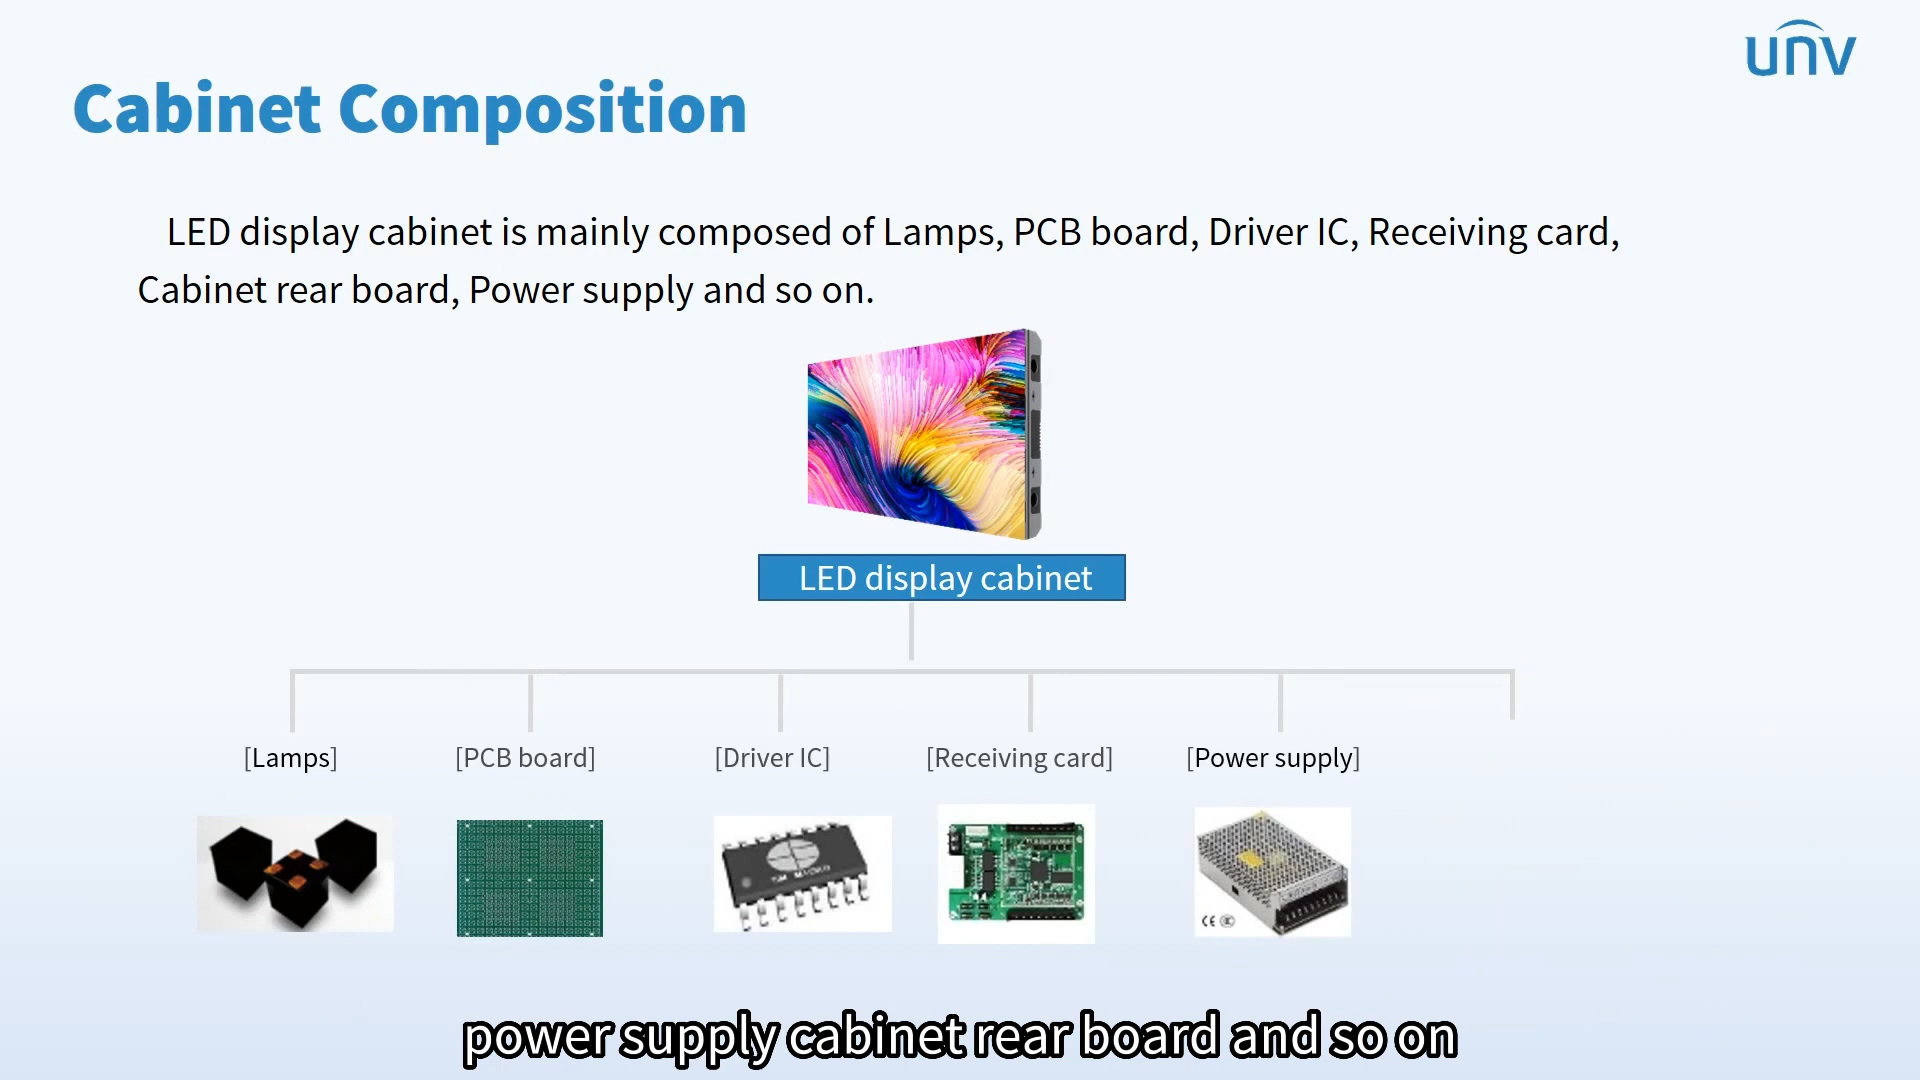 unv
Cabinet Composition
LED display cabinet is mainly composed of Lamps, PCB board, Driver IC, Receiving card,
Cabinet rear board, Power supply and so on.
LED display cabinet
[Lamps] [PCB board] [Driver IC] [Receiving card] [Power supply]
CE CCC
power supply cabinet rear board and so on